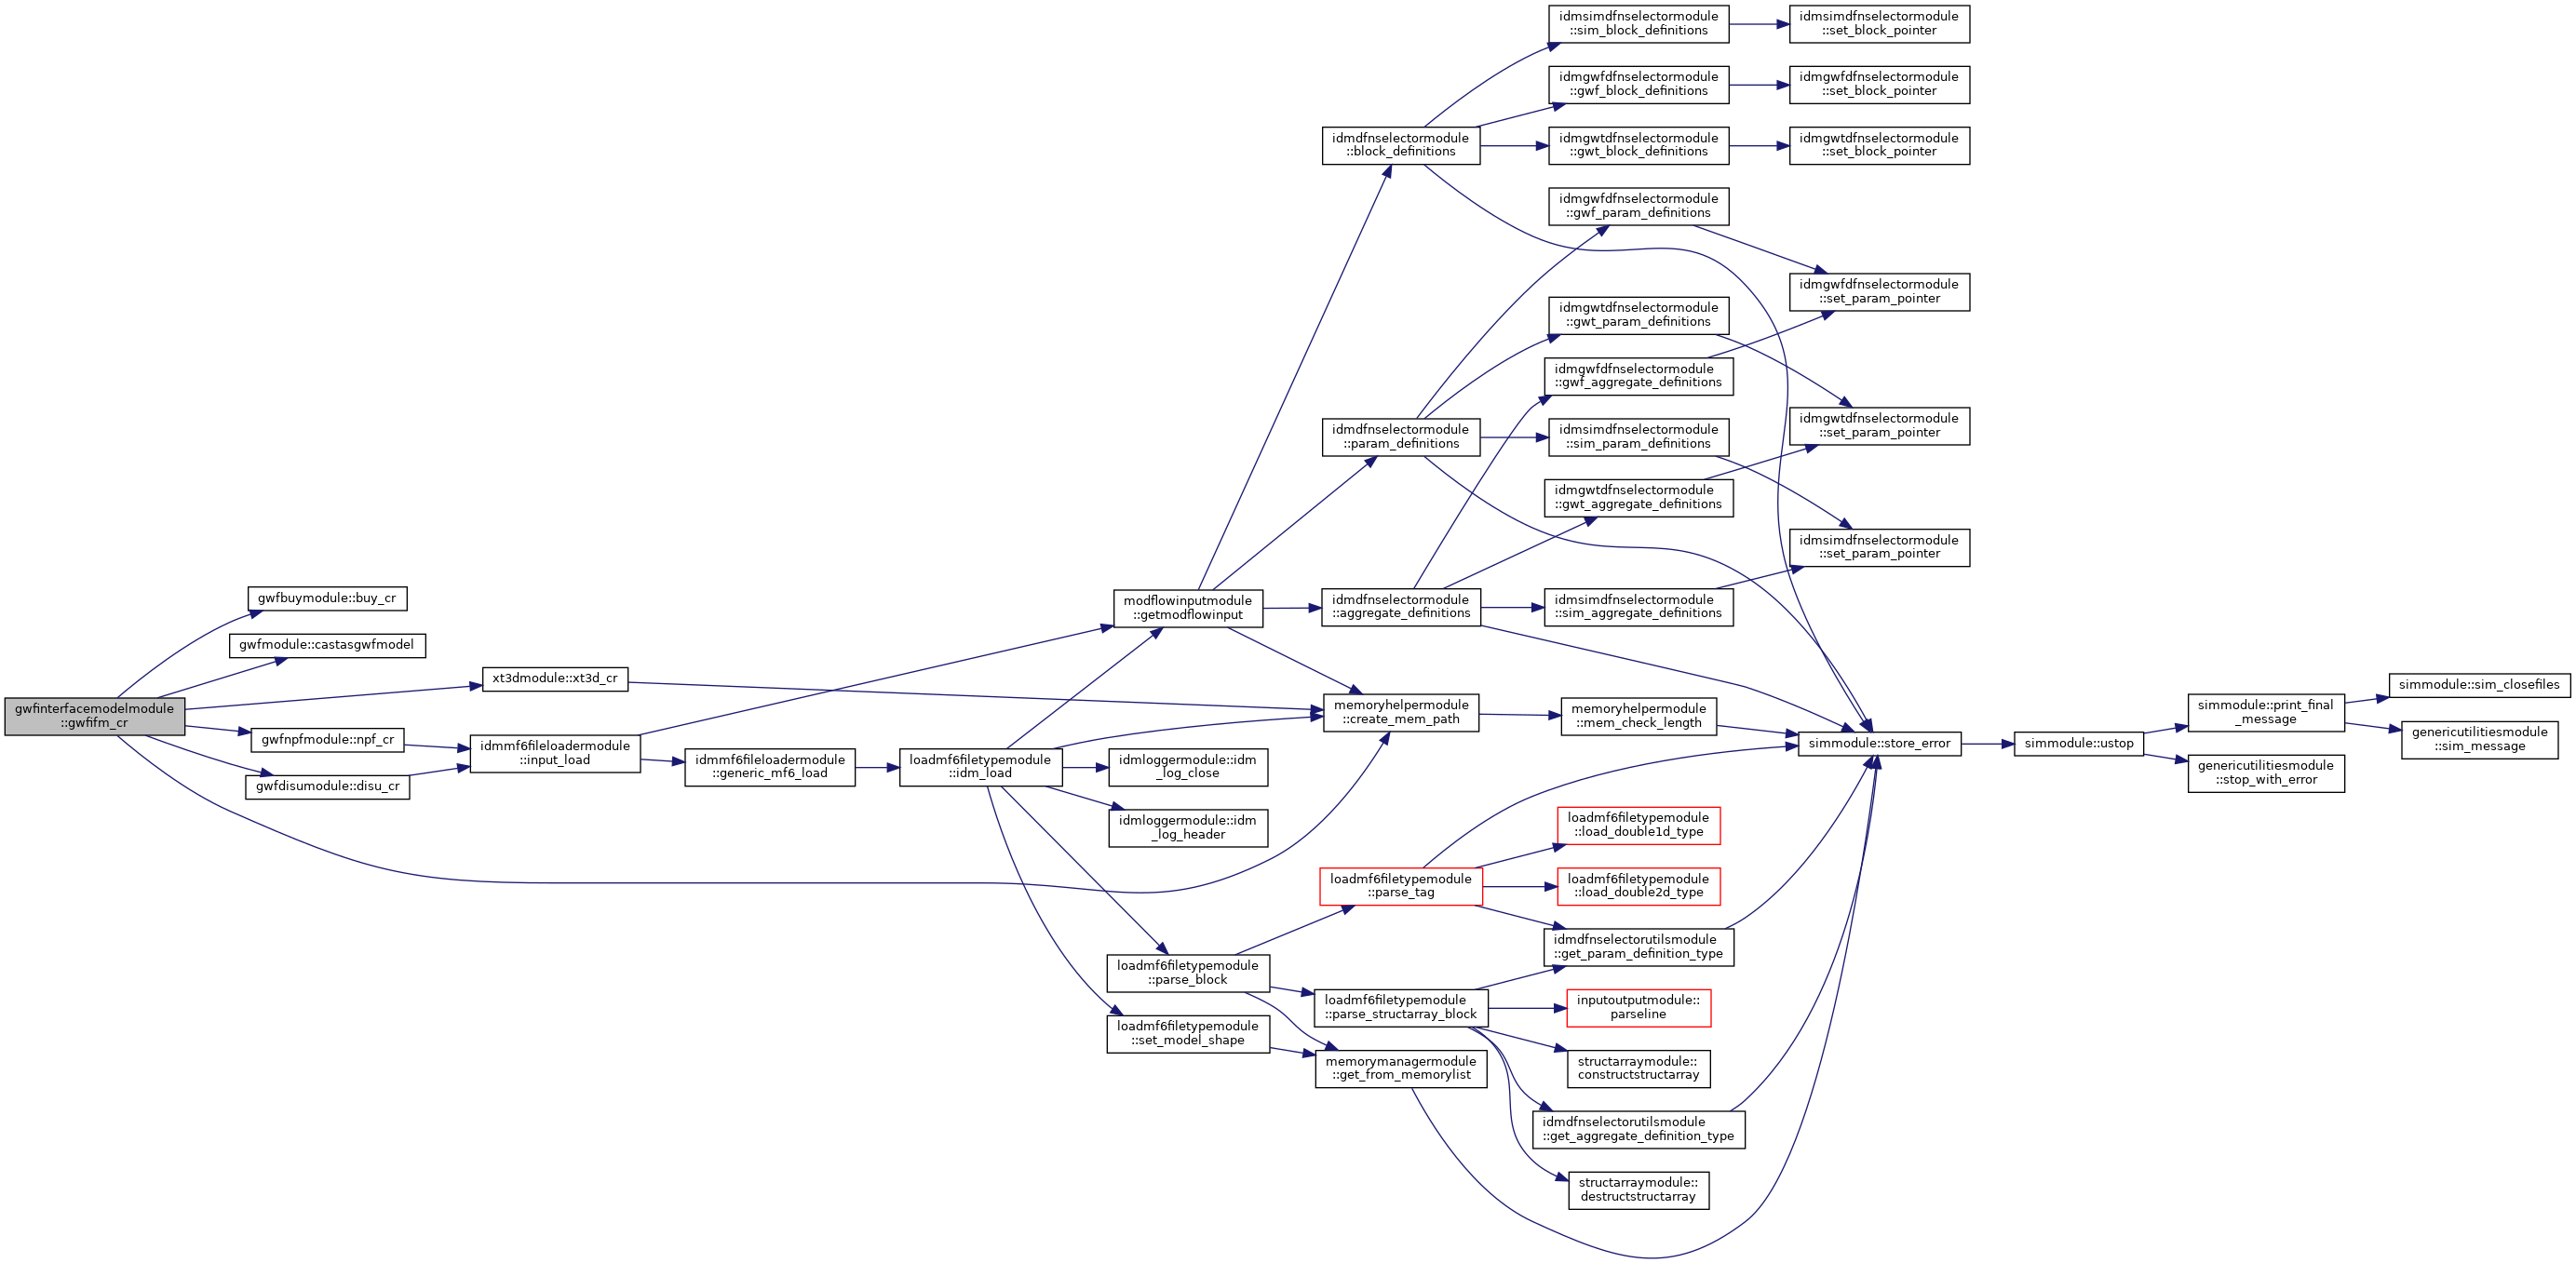 gwfinterfacemodelmodule
::gwfifm_cr
gwfbuymodule::buy_cr
gwfmodule::castasgwfmodel
xt3dmodule::xt3d_cr
gwfnpfmodule::npf_cr
gwfdisumodule::disu_cr
idmmf6fileloadermodule
::input_load
idmmf6fileloadermodule
::generic_mf6_load
loadmf6filetypemodule
::idm_load
modflowinputmodule
::getmodflowinput
idmloggermodule::idm
_log_close
idmloggermodule::idm
_log_header
loadmf6filetypemodule
::parse_block
loadmf6filetypemodule
::set_model_shape
idmdfnselectormodule
::block_definitions
idmdfnselectormodule
::param_definitions
idmdfnselectormodule
::aggregate_definitions
memoryhelpermodule
::create_mem_path
loadmf6filetypemodule
::parse_tag
loadmf6filetypemodule
::parse_structarray_block
memorymanagermodule
::get_from_memorylist
idmsimdfnselectormodule
::sim_block_definitions
idmgwfdfnselectormodule
::gwf_block_definitions
idmgwtdfnselectormodule
::gwt_block_definitions
idmgwfdfnselectormodule
::gwf_param_definitions
idmgwtdfnselectormodule
::gwt_param_definitions
idmgwfdfnselectormodule
::gwf_aggregate_definitions
idmsimdfnselectormodule
::sim_param_definitions
idmgwtdfnselectormodule
::gwt_aggregate_definitions
idmsimdfnselectormodule
::sim_aggregate_definitions
memoryhelpermodule
::mem_check_length
loadmf6filetypemodule
::load_double1d_type
loadmf6filetypemodule
::load_double2d_type
idmdfnselectorutilsmodule
::get_param_definition_type
inputoutputmodule::
parseline
structarraymodule::
constructstructarray
idmdfnselectorutilsmodule
::get_aggregate_definition_type
structarraymodule::
destructstructarray
idmsimdfnselectormodule
::set_block_pointer
idmgwfdfnselectormodule
::set_block_pointer
idmgwtdfnselectormodule
::set_block_pointer
idmgwfdfnselectormodule
::set_param_pointer
idmgwtdfnselectormodule
::set_param_pointer
idmsimdfnselectormodule
::set_param_pointer
simmodule::store_error
simmodule::ustop
simmodule::print_final
_message
genericutilitiesmodule
::stop_with_error
simmodule::sim_closefiles
genericutilitiesmodule
::sim_message